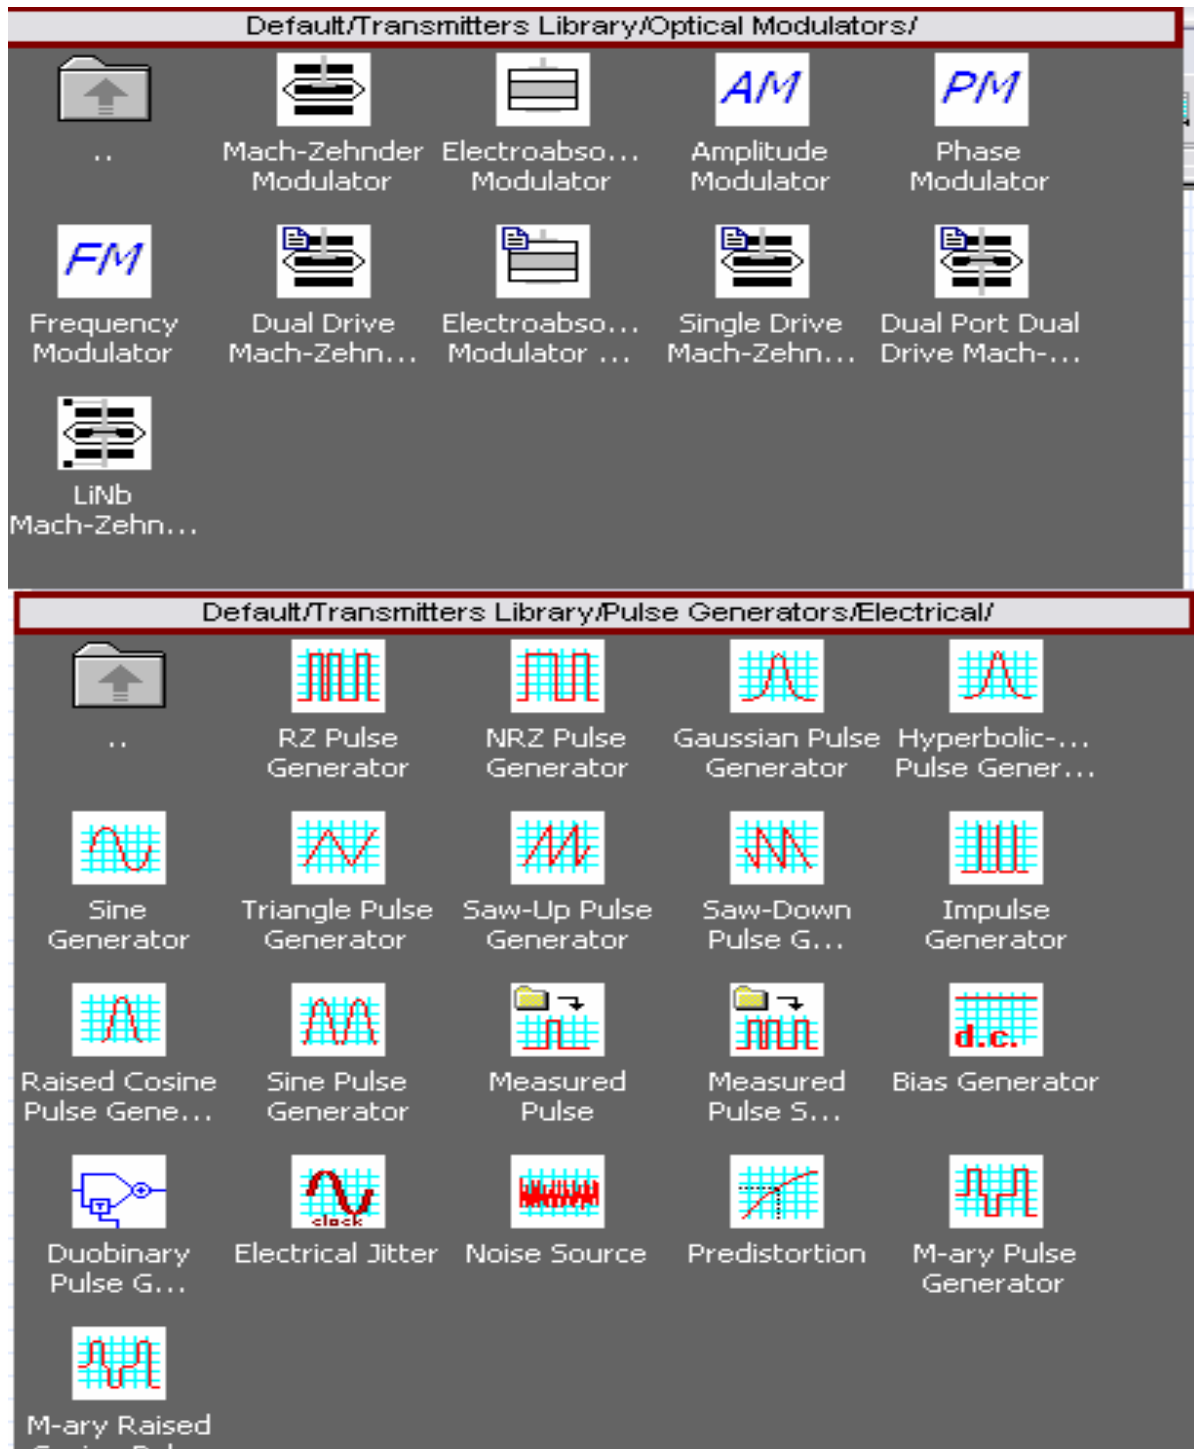 Default/Transmitters Library/Optical Modulators/
AM
PM
..
Mach-Zehnder
Modulator
Electroabso...
Modulator
Amplitude
Modulator
Phase
Modulator
FM
Frequency
Modulator
Dual Drive
Mach-Zehn...
Electroabso...
Modulator ...
Single Drive
Mach-Zehn...
Dual Port Dual
Drive Mach-...
LiNb
Mach-Zehn...
Default/Transmitters Library/Pulse Generators/Electrical/
..
RZ Pulse
Generator
NRZ Pulse
Generator
Gaussian Pulse
Generator
Hyperbolic-...
Pulse Gener...
Sine
Generator
Triangle Pulse
Generator
Saw-Up Pulse
Generator
Saw-Down
Pulse G...
Impulse
Generator
d.c.
Raised Cosine
Pulse Gene...
Sine Pulse
Generator
Measured
Pulse
Measured
Pulse S...
Bias Generator
T
clock
Duobinary
Pulse G...
Electrical Jitter
Noise Source
Predistortion
M-ary Pulse
Generator
M-ary Raised